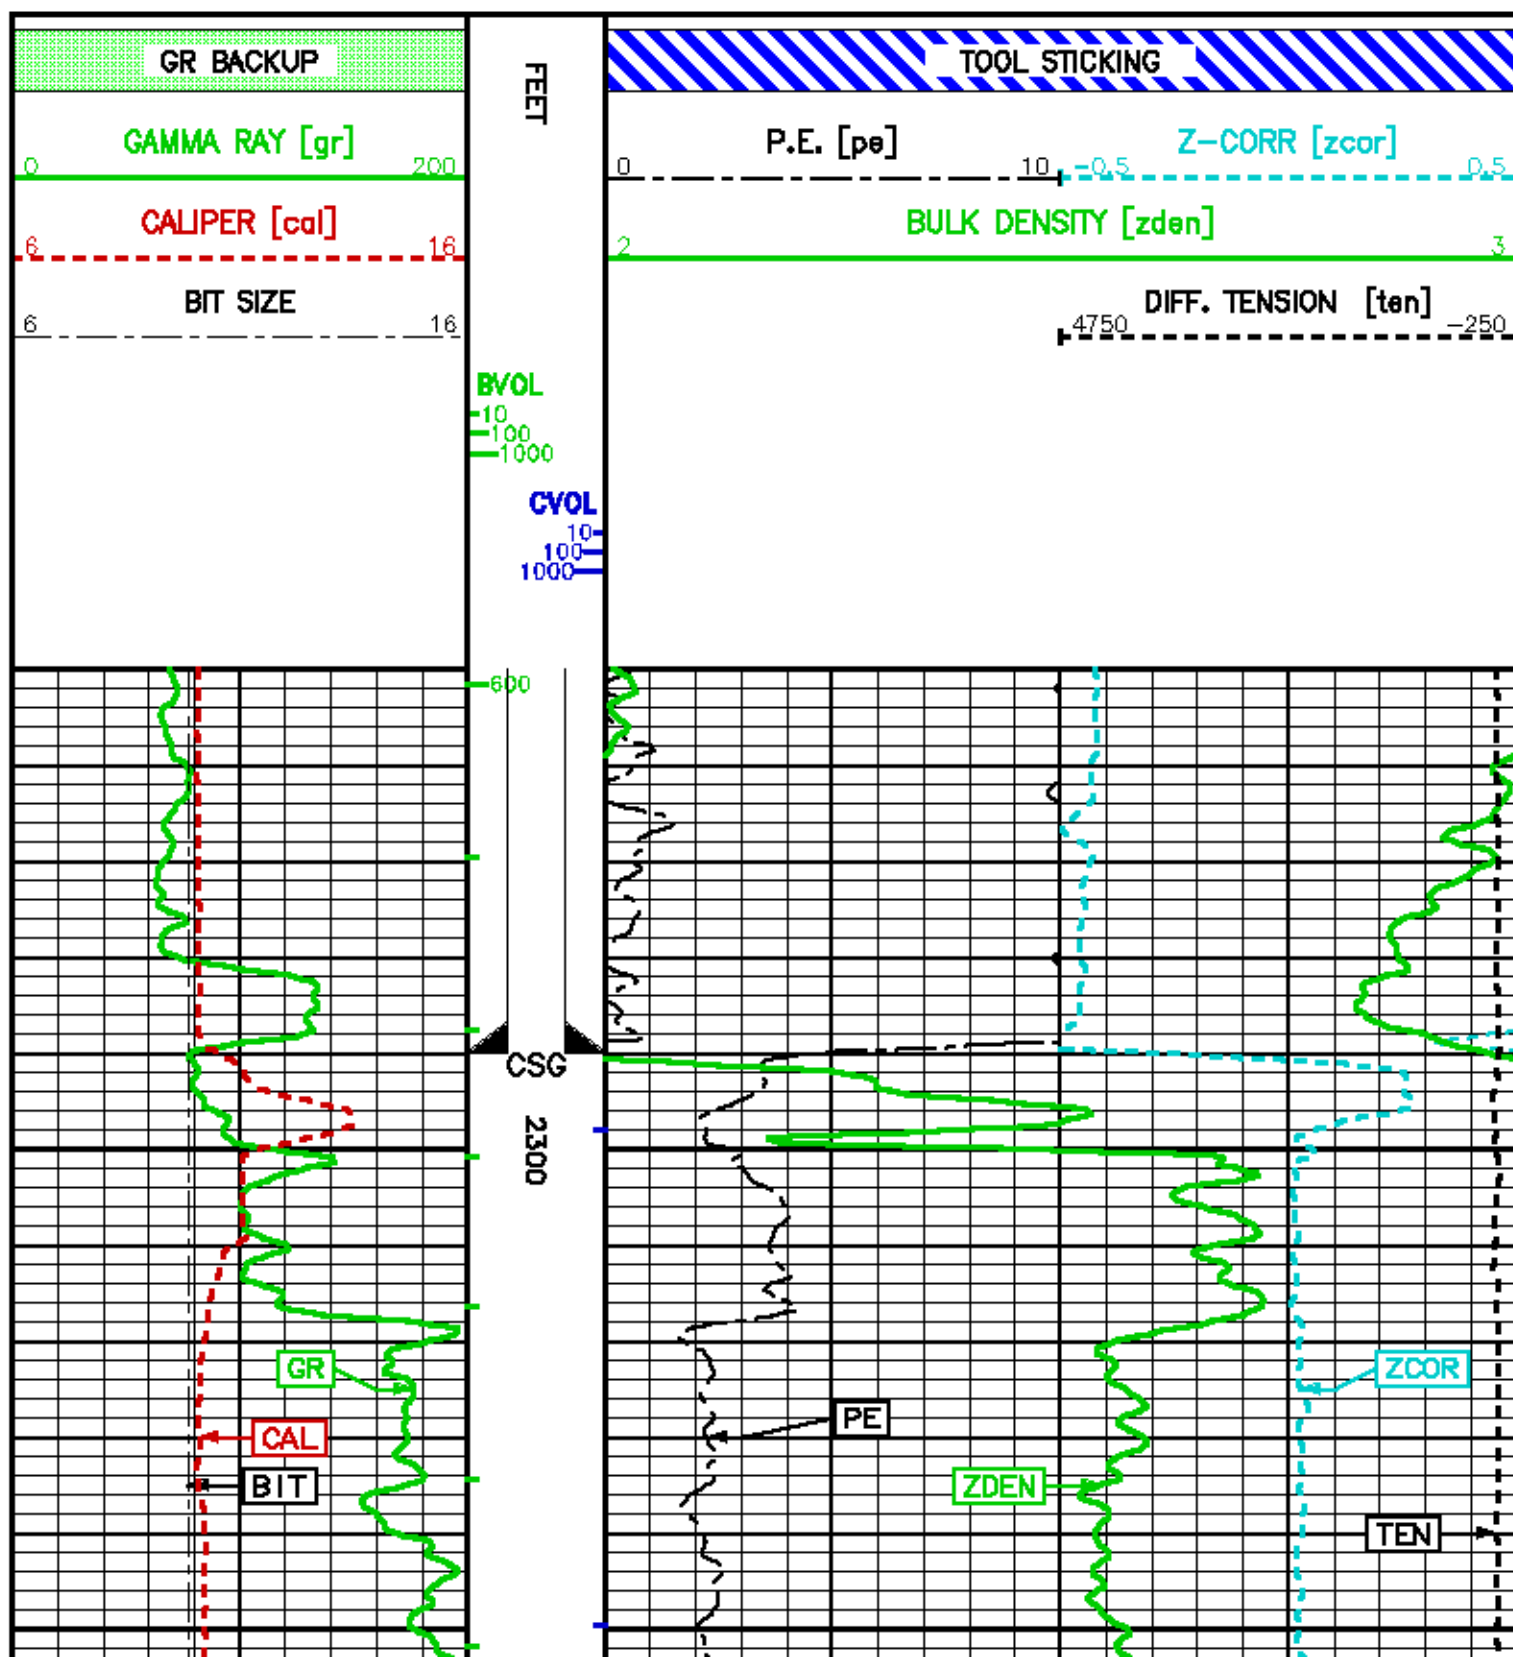 GR BACKUP
GAMMA RAY [gr]
0 200
CALIPER [cal]
6 16
BIT SIZE
6 16
FEET
BVOL
10
100
1000
CVOL
10
100
1000
TOOL STICKING
P.E. [pe]
0 10
Z-CORR [zcor]
-0.5 0.5
BULK DENSITY [zden]
2 3
DIFF. TENSION [ten]
4750 -250
600
CSG
2300
GR
CAL
BIT
PE
ZCOR
ZDEN
TEN